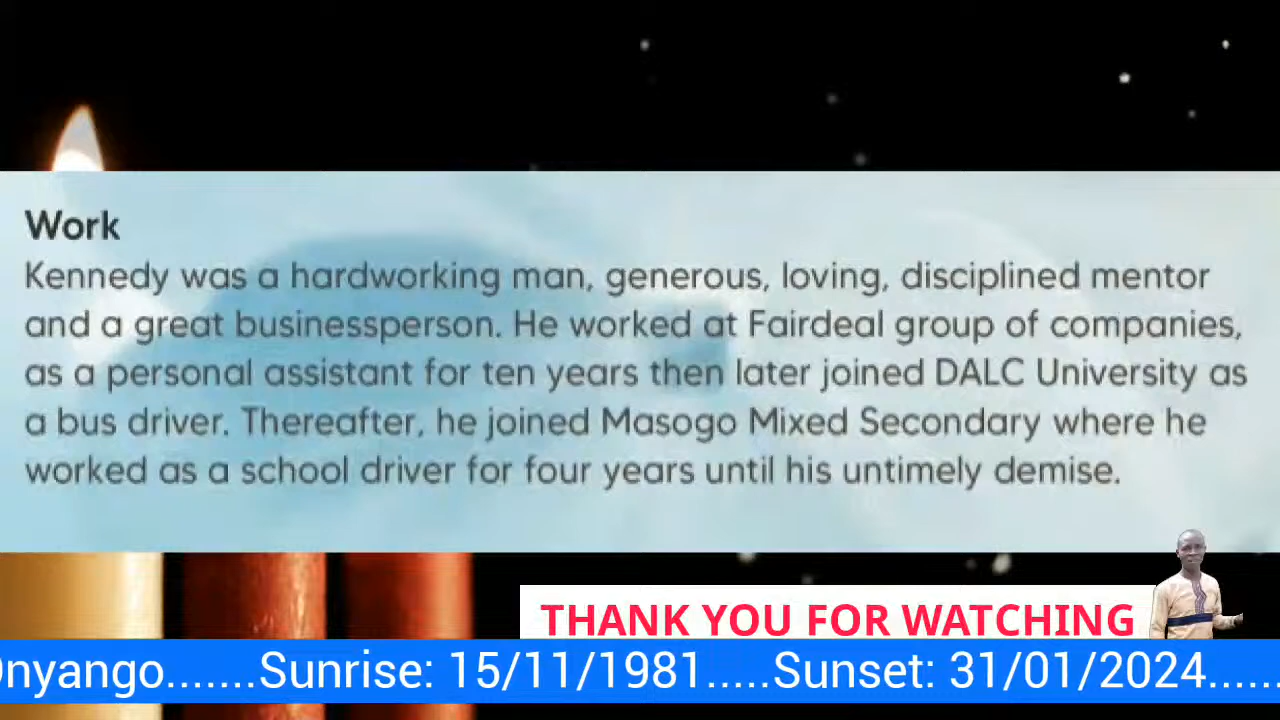 Work
Kennedy was a hardworking man, generous, loving, disciplined mentor
and a great businessperson. He worked at Fairdeal group of companies,
as a personal assistant for ten years then later joined DALC University as
a bus driver. Thereafter, he joined Masogo Mixed Secondary where he
worked as a school driver for four years until his untimely demise.
THANK YOU FOR WATCHING
Onyango.......Sunrise: 15/11/1981.....Sunset: 31/01/2024......